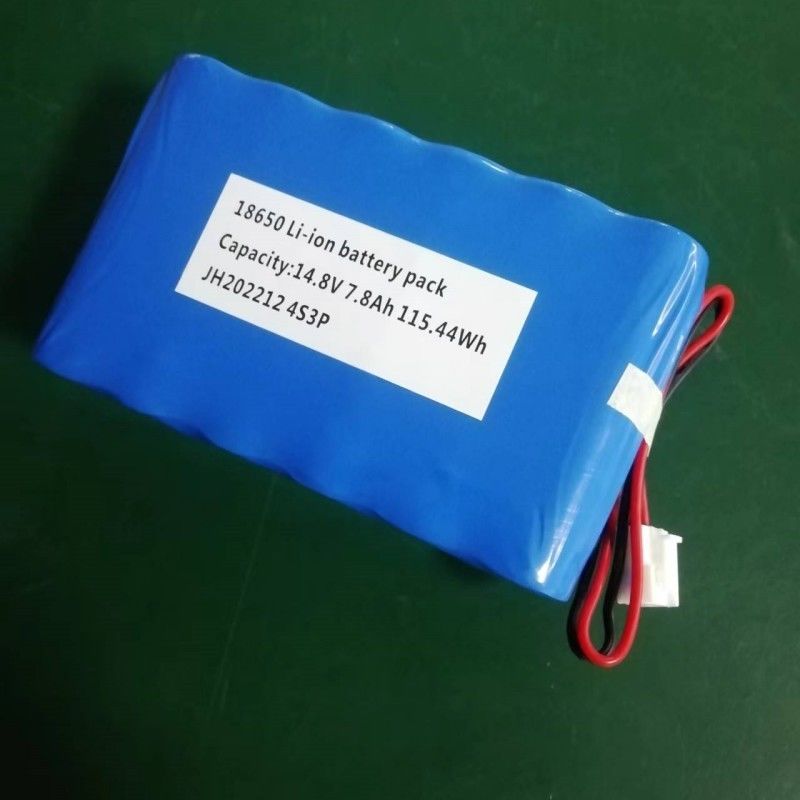 18650 Li-ion battery pack
Capacity:14.8V 7.8Ah 115.44Wh
JH202212 4S3P